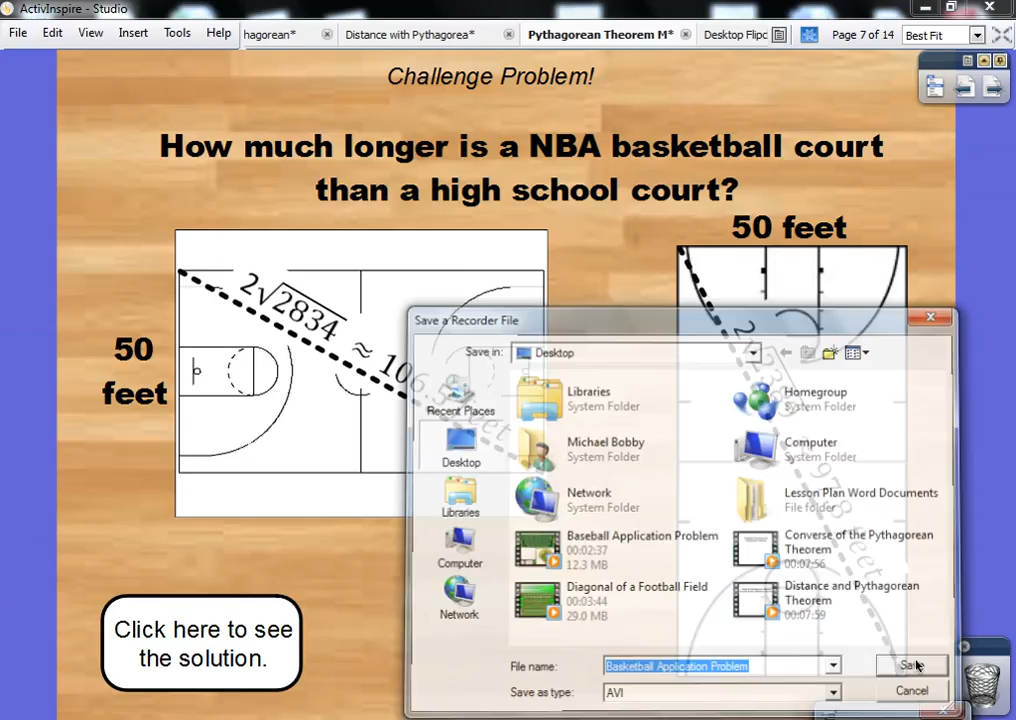 ActivInspire - Studio
File Edit View Insert Tools Help
hagorean* Distance with Pythagorea* Pythagorean Theorem M* Desktop Flipc Page 7 of 14 Best Fit
Challenge Problem!
How much longer is a NBA basketball court
than a high school court?
50 feet
50
feet
2√2834 ≈ 106.5 feet
Save a Recorder File
Save in: Desktop
Recent Places
Desktop
Libraries
Computer
Network
Libraries
System Folder
Homegroup
System Folder
Michael Bobby
System Folder
Computer
System Folder
Network
System Folder
Lesson Plan Word Documents
File folder
Baseball Application Problem
00:02:37
12.3 MB
Converse of the Pythagorean
Theorem
00:07:56
Diagonal of a Football Field
00:03:44
29.0 MB
Distance and Pythagorean
Theorem
00:07:59
File name: Basketball Application Problem
Save
Save as type: AVI
Cancel
Click here to see
the solution.